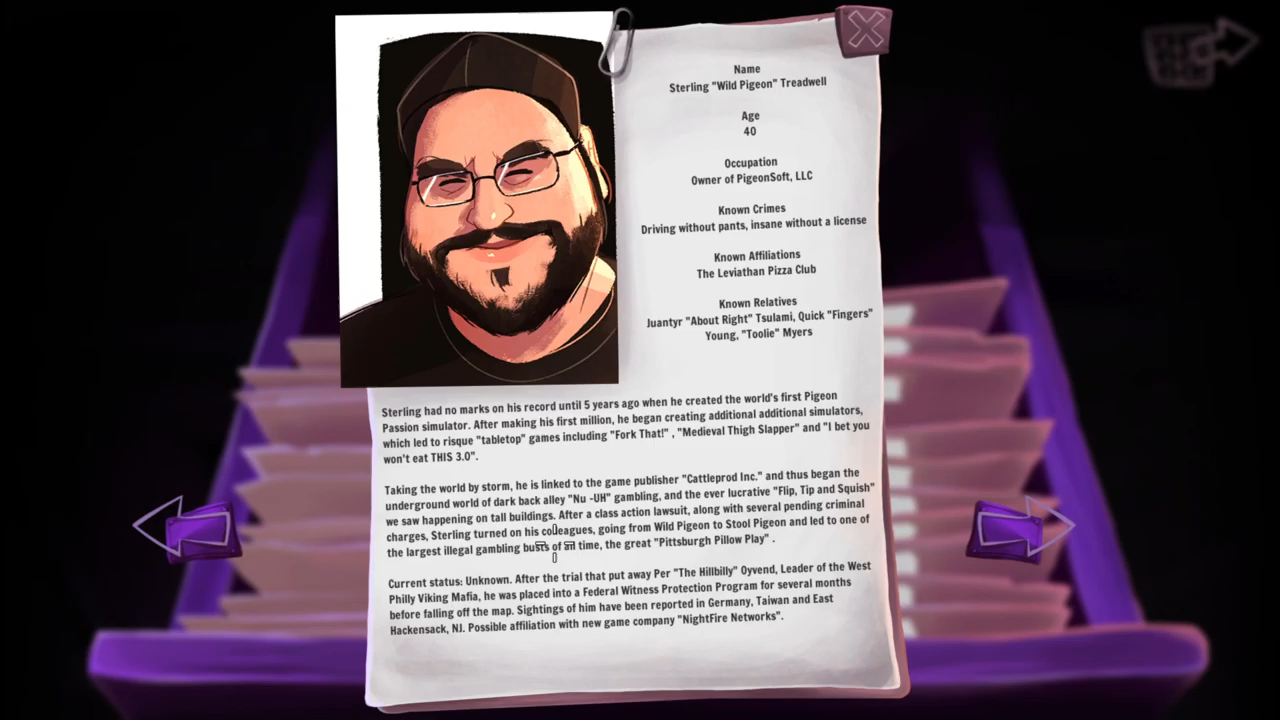 Name
Sterling "Wild Pigeon" Treadwell
Age
40
Occupation
Owner of PigeonSoft, LLC
Known Crimes
Driving without pants, insane without a license
Known Affiliations
The Leviathan Pizza Club
Known Relatives
Juantyr "About Right" Tsulami, Quick "Fingers"
Young, "Toolie" Myers
Sterling had no marks on his record until 5 years ago when he created the world's first Pigeon
Passion simulator. After making his first million, he began creating additional additional simulators,
which led to risque "tabletop" games including "Fork That!" , "Medieval Thigh Slapper" and "I bet you
won't eat THIS 3.0".
Taking the world by storm, he is linked to the game publisher "Cattleprod Inc." and thus began the
underground world of dark back alley "Nu -UH" gambling, and the ever lucrative "Flip, Tip and Squish"
we saw happening on tall buildings. After a class action lawsuit, along with several pending criminal
charges, Sterling turned on his colleagues, going from Wild Pigeon to Stool Pigeon and led to one of
the largest illegal gambling busts of all time, the great "Pittsburgh Pillow Play" .
Current status: Unknown. After the trial that put away Per "The Hillbilly" Oyvend, Leader of the West
Philly Viking Mafia, he was placed into a Federal Witness Protection Program for several months
before falling off the map. Sightings of him have been reported in Germany, Taiwan and East
Hackensack, NJ. Possible affiliation with new game company "NightFire Networks".